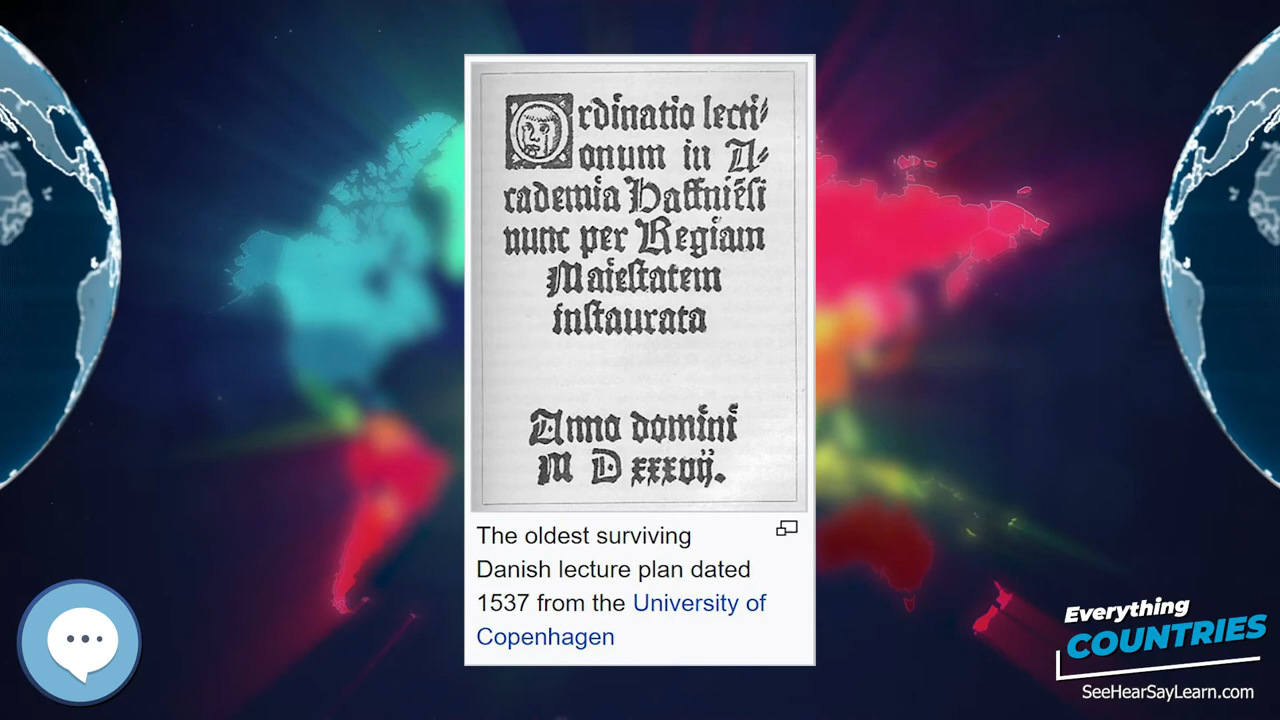 Ordinatio lecti⸗
onum in A⸗
cademia Haffniẽsi
nunc per Regiam
Maiestatem
instaurata
Anno domini
M D xxxvij.
The oldest surviving
Danish lecture plan dated
1537 from the University of
Copenhagen
Everything
COUNTRIES
SeeHearSayLearn.com